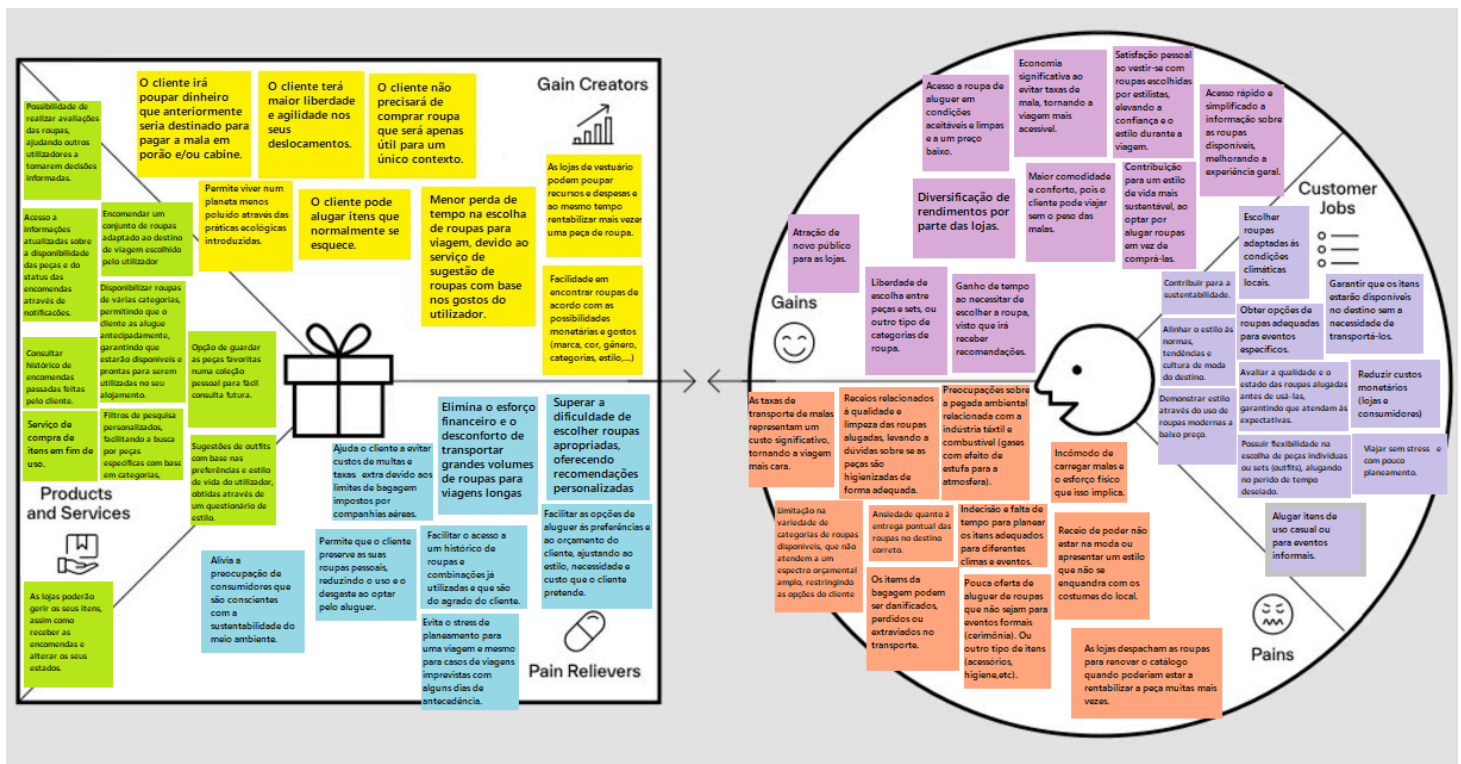 Gain Creators
O cliente irá
poupar dinheiro
que anteriormente
seria destinado para
pagar a mala em
porão e/ou cabine.
O cliente terá
maior liberdade
e agilidade nos
seus
deslocamentos.
O cliente não
precisará de
comprar roupa
que será apenas
útil para um
único contexto.
As lojas de vestuário
podem poupar
recursos e despesas e
ao mesmo tempo
rentabilizar mais vezes
uma peça de roupa.
Permite viver num
planeta menos
poluido através das
práticas ecológicas
introduzidas.
O cliente pode
alugar itens que
normalmente se
esquece.
Menor perda de
tempo na escolha
de roupas para
viagem, devido ao
serviço de
sugestão de
roupas com base
nos gostos do
utilizador.
Facilidade em
encontrar roupas de
acordo com as
possibilidades
monetárias e gostos
(marca, cor, género,
categorias, estilo,...)
Possibilidade de
realizar avaliações
das roupas,
ajudando outros
utilizadores a
tomarem decisões
informadas.
Acesso a
informações
atualizadas sobre
a disponibilidade
das peças e do
status das
encomendas
através de
notificações.
Encomendar um
conjunto de roupas
adaptado ao destino
de viagem escolhido
pelo utilizador
Disponibilizar roupas
de várias categorias,
permitindo que o
cliente as alugue
antecipadamente,
garantindo que
estarão disponíveis e
prontas para serem
utilizadas no seu
alojamento.
Consultar
histórico de
encomendas
passadas feitas
pelo cliente.
Opção de guardar
as peças favoritas
numa coleção
pessoal para fácil
consulta futura.
Serviço de
compra de
itens em fim de
uso.
Filtros de pesquisa
personalizados,
facilitando a busca
por peças
específicas com base
em categorias,
Sugestões de outfits
com base nas
preferências e estilo
de vida do utilizador,
obtidas através de
um questionário de
estilo.
Products
and Services
As lojas poderão
gerir os seus itens,
assim como
receber as
encomendas e
alterar os seus
estados.
Ajuda o cliente a evitar
custos de multas e
taxas extra devido aos
limites de bagagem
impostos por
companhias aéreas.
Elimina o esforço
financeiro e o
desconforto de
transportar
grandes volumes
de roupas para
viagens longas
Superar a
dificuldade de
escolher roupas
apropriadas,
oferecendo
recomendações
personalizadas
Alivia a
preocupação de
consumidores que
são conscientes
com a
sustentabilidade do
meio ambiente.
Permite que o cliente
preserve as suas
roupas pessoais,
reduzindo o uso e o
desgaste ao optar
pelo aluguer.
Facilitar o acesso a
um histórico de
roupas e
combinações já
utilizadas e que são
do agrado do cliente.
Facilitar as opções de
aluguer ás preferências e
ao orçamento do
cliente, ajustando ao
estilo, necessidade e
custo que o cliente
pretende.
Evita o stress de
planeamento para
uma viagem e mesmo
para casos de viagens
imprevistas com
alguns dias de
antecedência.
Pain Relievers
Acesso a roupa de
aluguer em
condições
aceitáveis e limpas
e a um preço
baixo.
Economia
significativa ao
evitar taxas de
mala, tornando a
viagem mais
acessível.
Satisfação pessoal
ao vestir-se com
roupas escolhidas
por estilistas,
elevando a
confiança e o
estilo durante a
viagem.
Acesso rápido e
simplificado a
informação sobre
as roupas
disponíveis,
melhorando a
experiência geral.
Diversificação de
rendimentos por
parte das lojas.
Maior comodidade
e conforto, pois o
cliente pode viajar
sem o peso das
malas.
Contribuição
para um estilo
de vida mais
sustentável, ao
optar por
alugar roupas
em vez de
comprá-las.
Atração de
novo público
para as lojas.
Liberdade de
escolha entre
peças e sets, ou
outro tipo de
categorias de
roupa.
Ganho de tempo
ao necessitar de
escolher a roupa,
visto que irá
receber
recomendações.
Gains
Customer
Jobs
Escolher
roupas
adaptadas ás
condições
climáticas
locais.
Contribuir para a
sustentabilidade.
Garantir que os itens
estarão disponíveis
no destino sem a
necessidade de
transportá-los.
Obter opções de
roupas adequadas
para eventos
específicos.
Alinhar o estilo às
normas,
tendências e
cultura de moda
do destino.
Avaliar a qualidade e o
estado das roupas alugadas
antes de usá-las,
garantindo que atendam às
expectativas.
Reduzir custos
monetários
(lojas e
consumidores)
Demonstrar estilo
através do uso de
roupas modernas a
baixo preço.
Possuir flexibilidade na
escolha de peças indivíduas
ou sets (outfits), alugando
no perido de tempo
desejado.
Viajar sem stress e
com pouco
planeamento.
Alugar itens de
uso casual ou
para eventos
informais.
As taxas de
transporte de malas
representam um
custo significativo,
tornando a viagem
mais cara.
Receios relacionados
à qualidade e
limpeza das roupas
alugadas, levando a
dúvidas sobre se as
peças são
higienizadas de
forma adequada.
Preocupações sobre
a pegada ambiental
relacionada com a
indústria têxtil e
combustível (gases
com efeito de
estufa para a
atmosfera).
Incómodo de
carregar malas e
o esforço físico
que isso implica.
Limitação na
variedade de
categorias de roupas
disponiveis, que não
atendem a um
espectro orçamental
amplo, restringindo
as opções do cliente
Ansiedade quanto à
entrega pontual das
roupas no destino
correto.
Indecisão e falta de
tempo para planear
os itens adequados
para diferentes
climas e eventos.
Receio de poder não
estar na moda ou
apresentar um estilo
que não se
enquandra com os
costumes do local.
Os items da
bagagem podem
ser danificados,
perdidos ou
extraviados no
transporte.
Pouca oferta de
aluguer de roupas
que não sejam para
eventos formais
(cerimônia). Ou
outro tipo de itens
(acessórios,
higiene,etc).
As lojas despacham as roupas
para renovar o catálogo
quando poderiam estar a
rentabilizar a peça muitas mais
vezes.
Pains